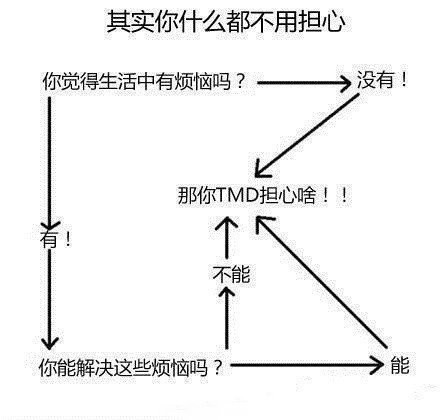 其实你什么都不用担心
你觉得生活中有烦恼吗？
没有！
那你TMD担心啥！！
有！
不能
你能解决这些烦恼吗？
能